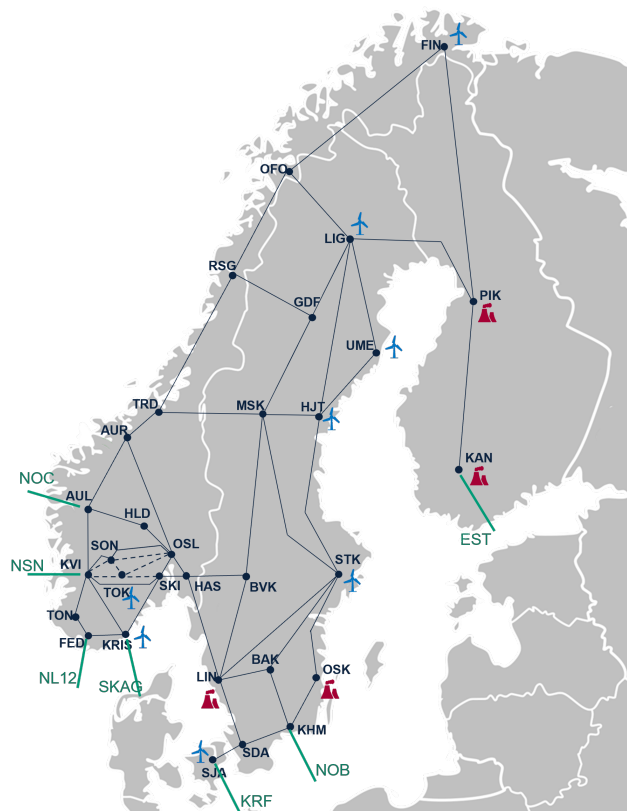 FIN
OFO
LIG
RSG
GDF
PIK
UME
TRD
MSK
HJT
AUR
KAN
NOC
AUL
HLD
EST
SON
OSL
NSN
KVI
STK
TOK
SKI
HAS
BVK
TON
FED
KRIS
BAK
OSK
NL12
SKAG
LIN
KHM
SDA
SJA
NOB
KRF